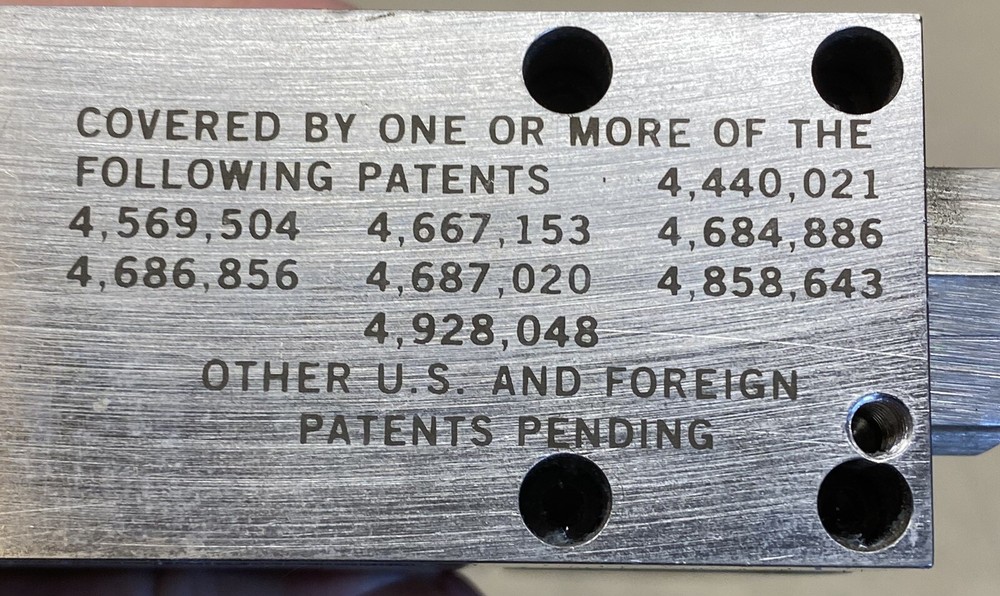 COVERED BY ONE OR MORE OF THE
FOLLOWING PATENTS 4,440,021
4,569,504 4,667,153 4,684,886
4,686,856 4,687,020 4,858,643
4,928,048
OTHER U.S. AND FOREIGN
PATENTS PENDING